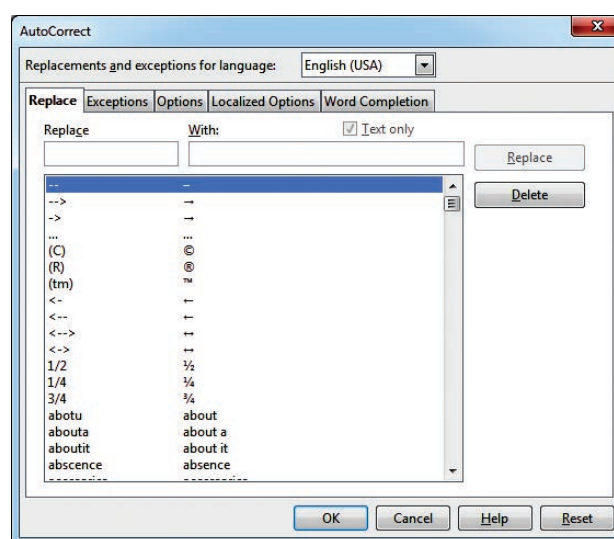 AutoCorrect
Replacements and exceptions for language: English (USA)
Replace Exceptions Options Localized Options Word Completion
Replace With: Text only
Replace
Delete
-- –
--> →
-> →
... …
(C) ©
(R) ®
(tm) ™
<- ←
<-- ←
<--> ↔
<-> ↔
1/2 ½
1/4 ¼
3/4 ¾
abotu about
abouta about a
aboutit about it
abscence absence
OK Cancel Help Reset